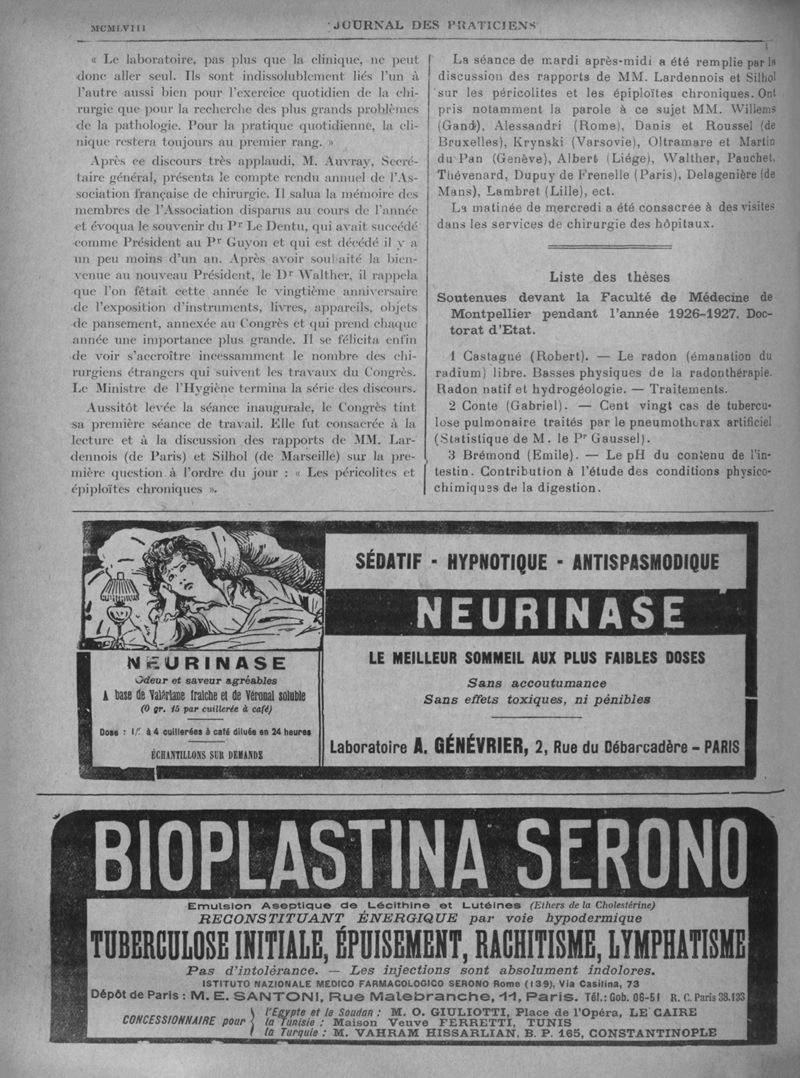 MCMLVIII
JOURNAL DES PRATICIENS
« Le laboratoire, pas plus que la clinique, ne peut
donc aller seul. Ils sont indissolublement liés l'un à
l'autre aussi bien pour l'exercice quotidien de la chi-
rurgie que pour la recherche des plus grands problèmes
de la pathologie. Pour la pratique quotidienne, la cli-
nique restera toujours au premier rang. »
Après ce discours très applaudi, M. Auvray, Secré-
taire général, présenta le compte rendu annuel de l'As-
sociation française de chirurgie. Il salua la mémoire des
membres de l'Association disparus au cours de l'année
et évoqua le souvenir du Pr Le Dentu, qui avait succédé
comme Président au Pr Guyon et qui est décédé il y a
un peu moins d'un an. Après avoir souhaité la bien-
venue au nouveau Président, le Dr Walther, il rappela
que l'on fêtait cette année le vingtième anniversaire
de l'exposition d'instruments, livres, appareils, objets
de pansement, annexée au Congrès et qui prend chaque
année une importance plus grande. Il se félicita enfin
de voir s'accroître incessamment le nombre des chi-
rurgiens étrangers qui suivent les travaux du Congrès.
Le Ministre de l'Hygiène termina la série des discours.
Aussitôt levée la séance inaugurale, le Congrès tint
sa première séance de travail. Elle fut consacrée à la
lecture et à la discussion des rapports de MM. Lar-
dennois (de Paris) et Silhol (de Marseille) sur la pre-
mière question à l'ordre du jour : « Les péricolites et
épiploïtes chroniques ».
La séance de mardi après-midi a été remplie par la
discussion des rapports de MM. Lardennois et Silhol
sur les péricolites et les épiploïtes chroniques. Ont
pris notamment la parole à ce sujet MM. Willems
(Gand), Alessandri (Rome), Danis et Roussel (de
Bruxelles), Krynski (Varsovie), Oltramare et Martin
du Pan (Genève), Albert (Liége), Walther, Pauchet,
Thévenard, Dupuy de Frenelle (Paris), Delagenière (de
Mans), Lambret (Lille), ect.
La matinée de mercredi a été consacrée à des visites
dans les services de chirurgie des hôpitaux.
Liste des thèses
Soutenues devant la Faculté de Médecine de
Montpellier pendant l'année 1926-1927. Doc-
torat d'Etat.
1 Castagné (Robert). — Le radon (émanation du
radium) libre. Basses physiques de la radonthérapie.
Radon natif et hydrogéologie. — Traitements.
2 Conte (Gabriel). — Cent vingt cas de tubercu-
lose pulmonaire traités par le pneumothorax artificiel
(Statistique de M. le Pr Gaussel).
3 Brémond (Emile). — Le pH du contenu de l'in-
testin. Contribution à l'étude des conditions physico-
chimiques de la digestion.
NEURINASE
Odeur et saveur agréables
A base de Valériane fraîche et de Véronal soluble
(0 gr. 15 par cuillerée à café)
Dose : 1/2 à 4 cuillerées à café diluée en 24 heures
ÉCHANTILLONS SUR DEMANDE
SÉDATIF - HYPNOTIQUE - ANTISPASMODIQUE
NEURINASE
LE MEILLEUR SOMMEIL AUX PLUS FAIBLES DOSES
Sans accoutumance
Sans effets toxiques, ni pénibles
Laboratoire A. GÉNÉVRIER, 2, Rue du Débarcadère - PARIS
BIOPLASTINA SERONO
Emulsion Aseptique de Lécithine et Lutéines (Ethers de la Cholestérine)
RECONSTITUANT ÉNERGIQUE par voie hypodermique
TUBERCULOSE INITIALE, ÉPUISEMENT, RACHITISME, LYMPHATISME
Pas d'intolérance. — Les injections sont absolument indolores.
ISTITUTO NAZIONALE MEDICO FARMACOLOGICO SERONO Rome (139), Via Casilina, 73
Dépôt de Paris : M. E. SANTONI, Rue Malebranche, 11, Paris. Tél.: Gob. 06-51 R. C. Paris 38.133
CONCESSIONNAIRE pour
l'Egypte et le Soudan : M. O. GIULIOTTI, Place de l'Opéra, LE CAIRE
la Tunisie : Maison Veuve FERRETTI, TUNIS
la Turquie : M. VAHRAM HISSARLIAN, B. P. 165, CONSTANTINOPLE